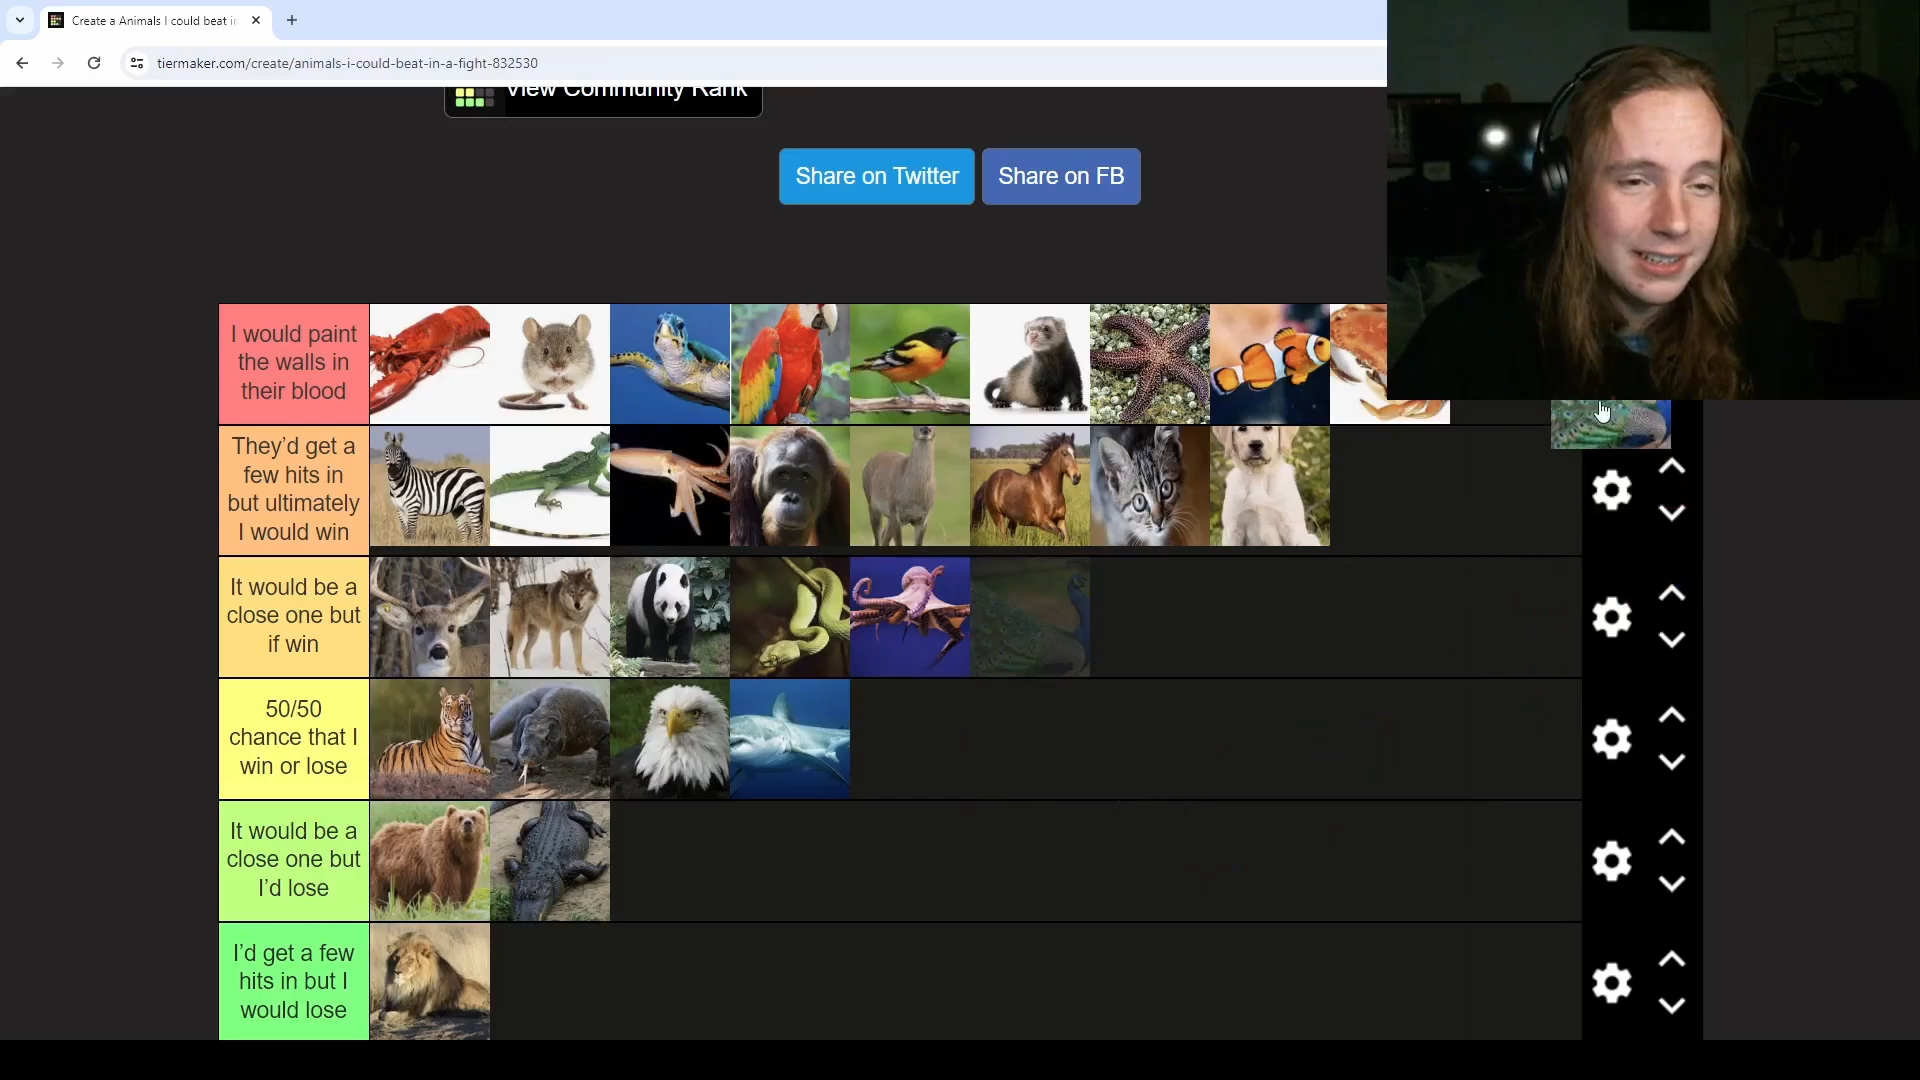 Create a Animals I could beat in
tiermaker.com/create/animals-i-could-beat-in-a-fight-832530
View Community Rank
Share on Twitter
Share on FB
I would paint
the walls in
their blood
They’d get a
few hits in
but ultimately
I would win
It would be a
close one but
if win
50/50
chance that I
win or lose
It would be a
close one but
I’d lose
I’d get a few
hits in but I
would lose